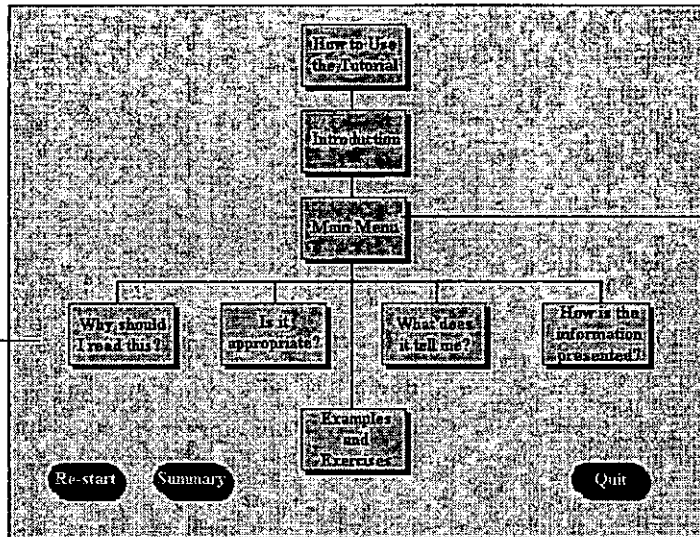 How to Use
the Tutorial
Introduction
Main Menu
Why should
I read this?
Is it
appropriate?
What does
it tell me?
How is the
information
presented?
Examples
and
Exercises
Re-start
Summary
Quit